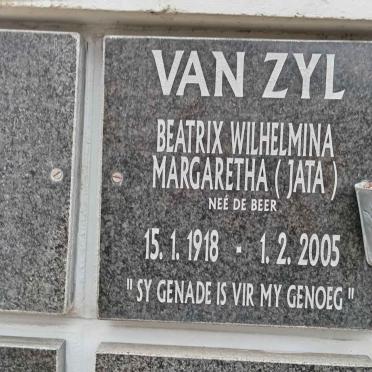 VAN ZYL
BEATRIX WILHELMINA
MARGARETHA ( JATA )
NEÉ DE BEER
15. 1. 1918 - 1. 2. 2005
" SY GENADE IS VIR MY GENOEG "